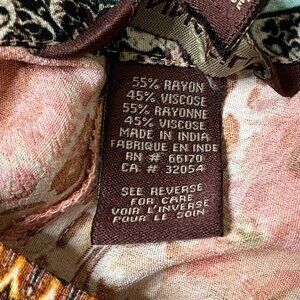 55% RAYON
45% VISCOSE
55% RAYONNE
45% VISCOSE
MADE IN INDIA
FABRIQUE EN INDE
RN # 66170
CA # 32054
SEE REVERSE
FOR CARE
VOIR L'INVERSE
POUR LE SOIN